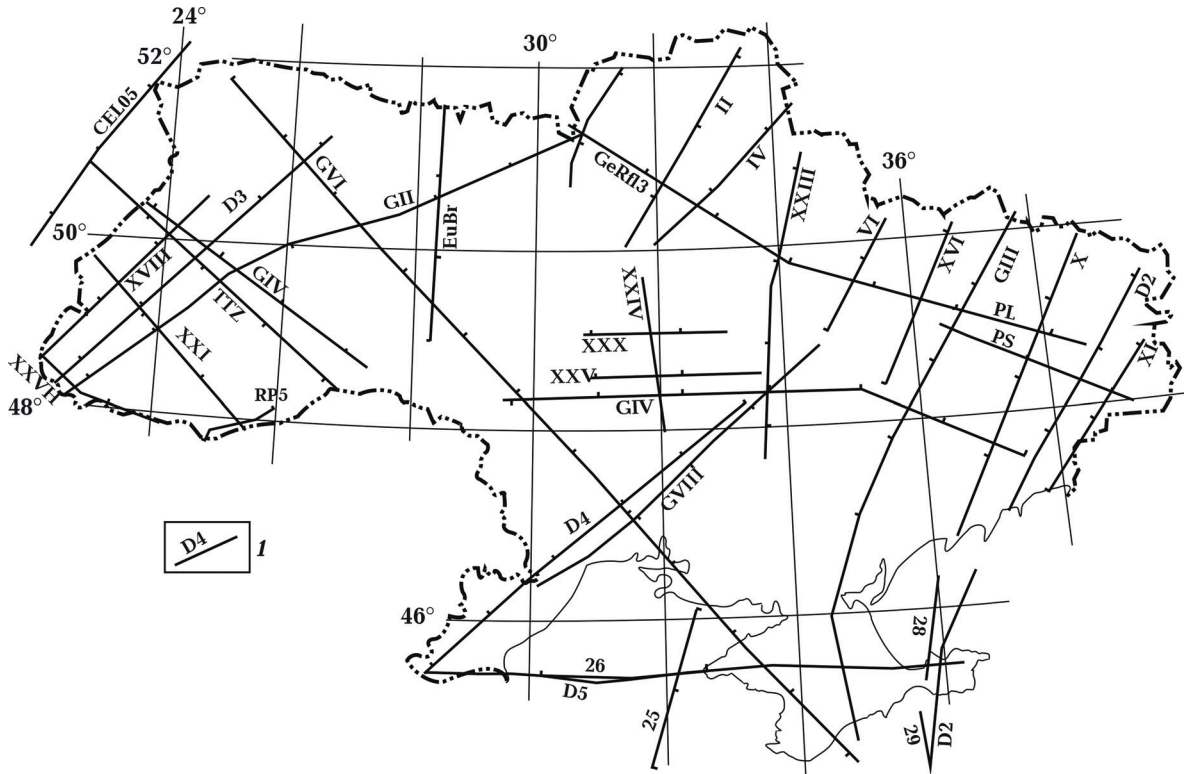 24°
52°
30°
CEL05
II
IV
GVI
GeRfl3
36°
D3
GII
XXIII
EuBr
VI
50°
XVI
GIII
X
XVIII
GIV
D2
TTZ
XXIV
PL
XXI
XXX
PS
XI
XXVII
XXV
48°
RP5
GIV
GVIII
D4
D4
1
46°
28
26
D5
25
29
D2